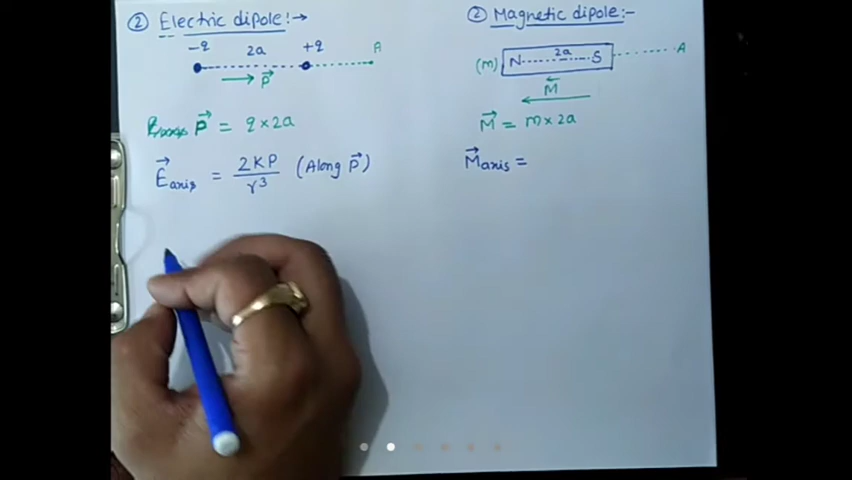 ② Electric dipole!→
-q 2a +q A
P⃗
P⃗ = q×2a
E⃗axis = 2KP/r³ (Along P⃗)
② Magnetic dipole:-
(m) N 2a S A
M⃗
M⃗ = m×2a
M⃗axis =